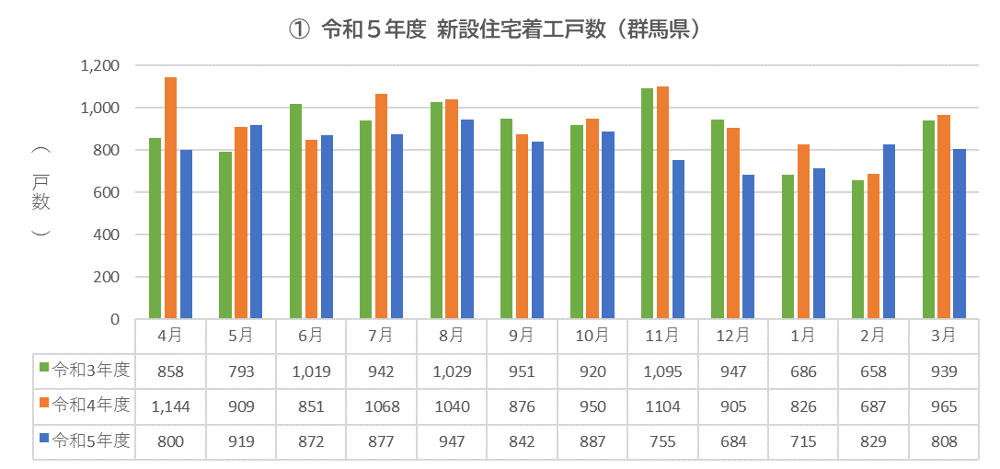 ① 令和５年度 新設住宅着工戸数（群馬県）
1,200
1,000
800
600
400
200
0
（戸数）
4月 5月 6月 7月 8月 9月 10月 11月 12月 1月 2月 3月
令和3年度 858 793 1,019 942 1,029 951 920 1,095 947 686 658 939
令和4年度 1,144 909 851 1068 1040 876 950 1104 905 826 687 965
令和5年度 800 919 872 877 947 842 887 755 684 715 829 808